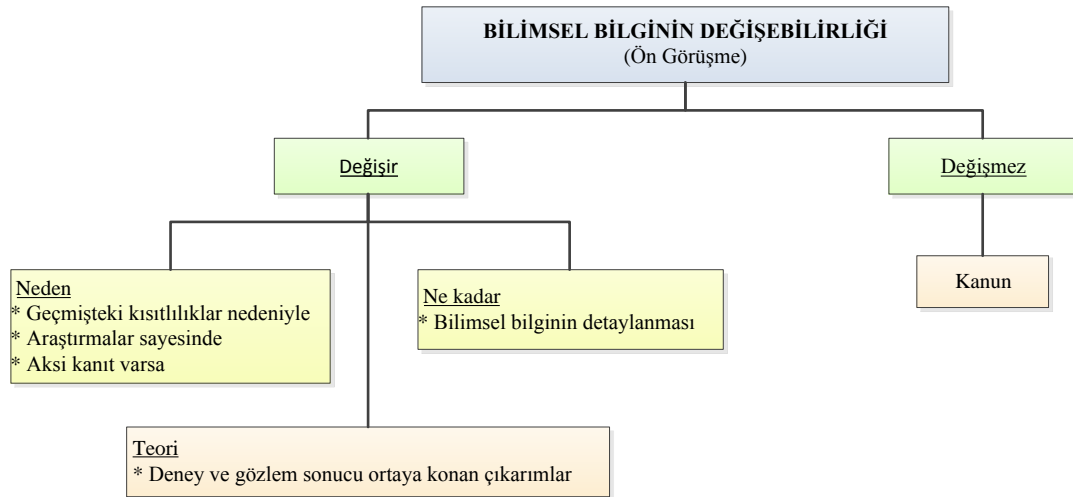 BİLİMSEL BİLGİNİN DEĞİŞEBİLİRLİĞİ
(Ön Görüşme)
Değişir
Değişmez
Neden
* Geçmişteki kısıtlılıklar nedeniyle
* Araştırmalar sayesinde
* Aksi kanıt varsa
Ne kadar
* Bilimsel bilginin detaylanması
Kanun
Teori
* Deney ve gözlem sonucu ortaya konan çıkarımlar